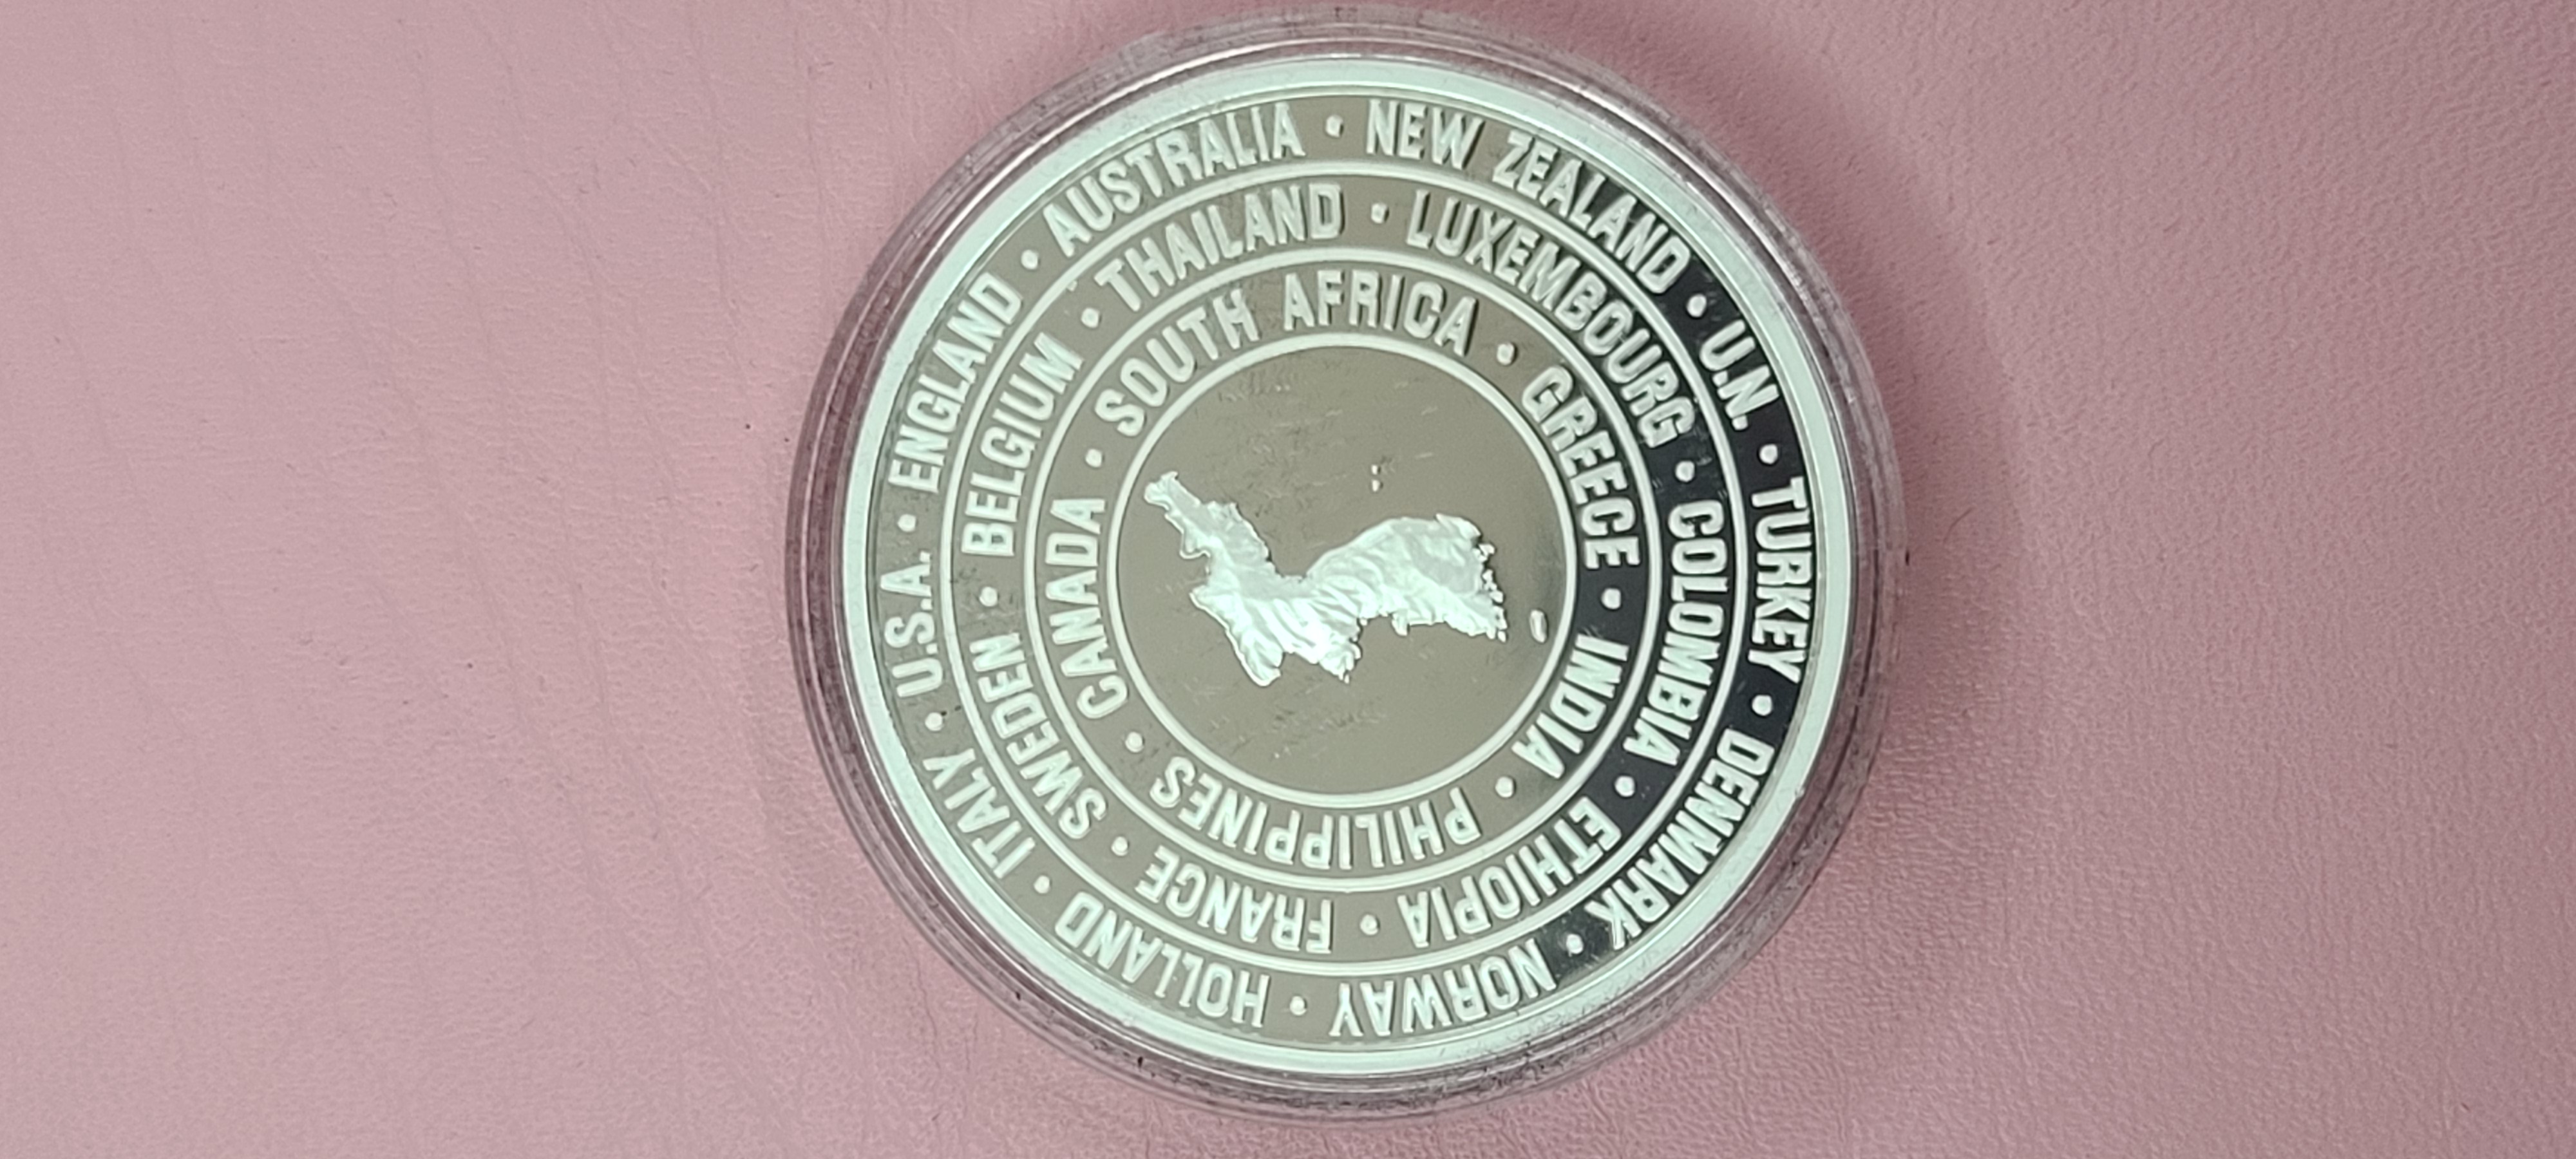 U.S.A. • ENGLAND • AUSTRALIA • NEW ZEALAND • U.N. • TURKEY • DENMARK • NORWAY • HOLLAND • ITALY •
BELGIUM • THAILAND • LUXEMBOURG • COLOMBIA • ETHIOPIA • FRANCE • SWEDEN •
CANADA • SOUTH AFRICA • GREECE • INDIA • PHILIPPINES •